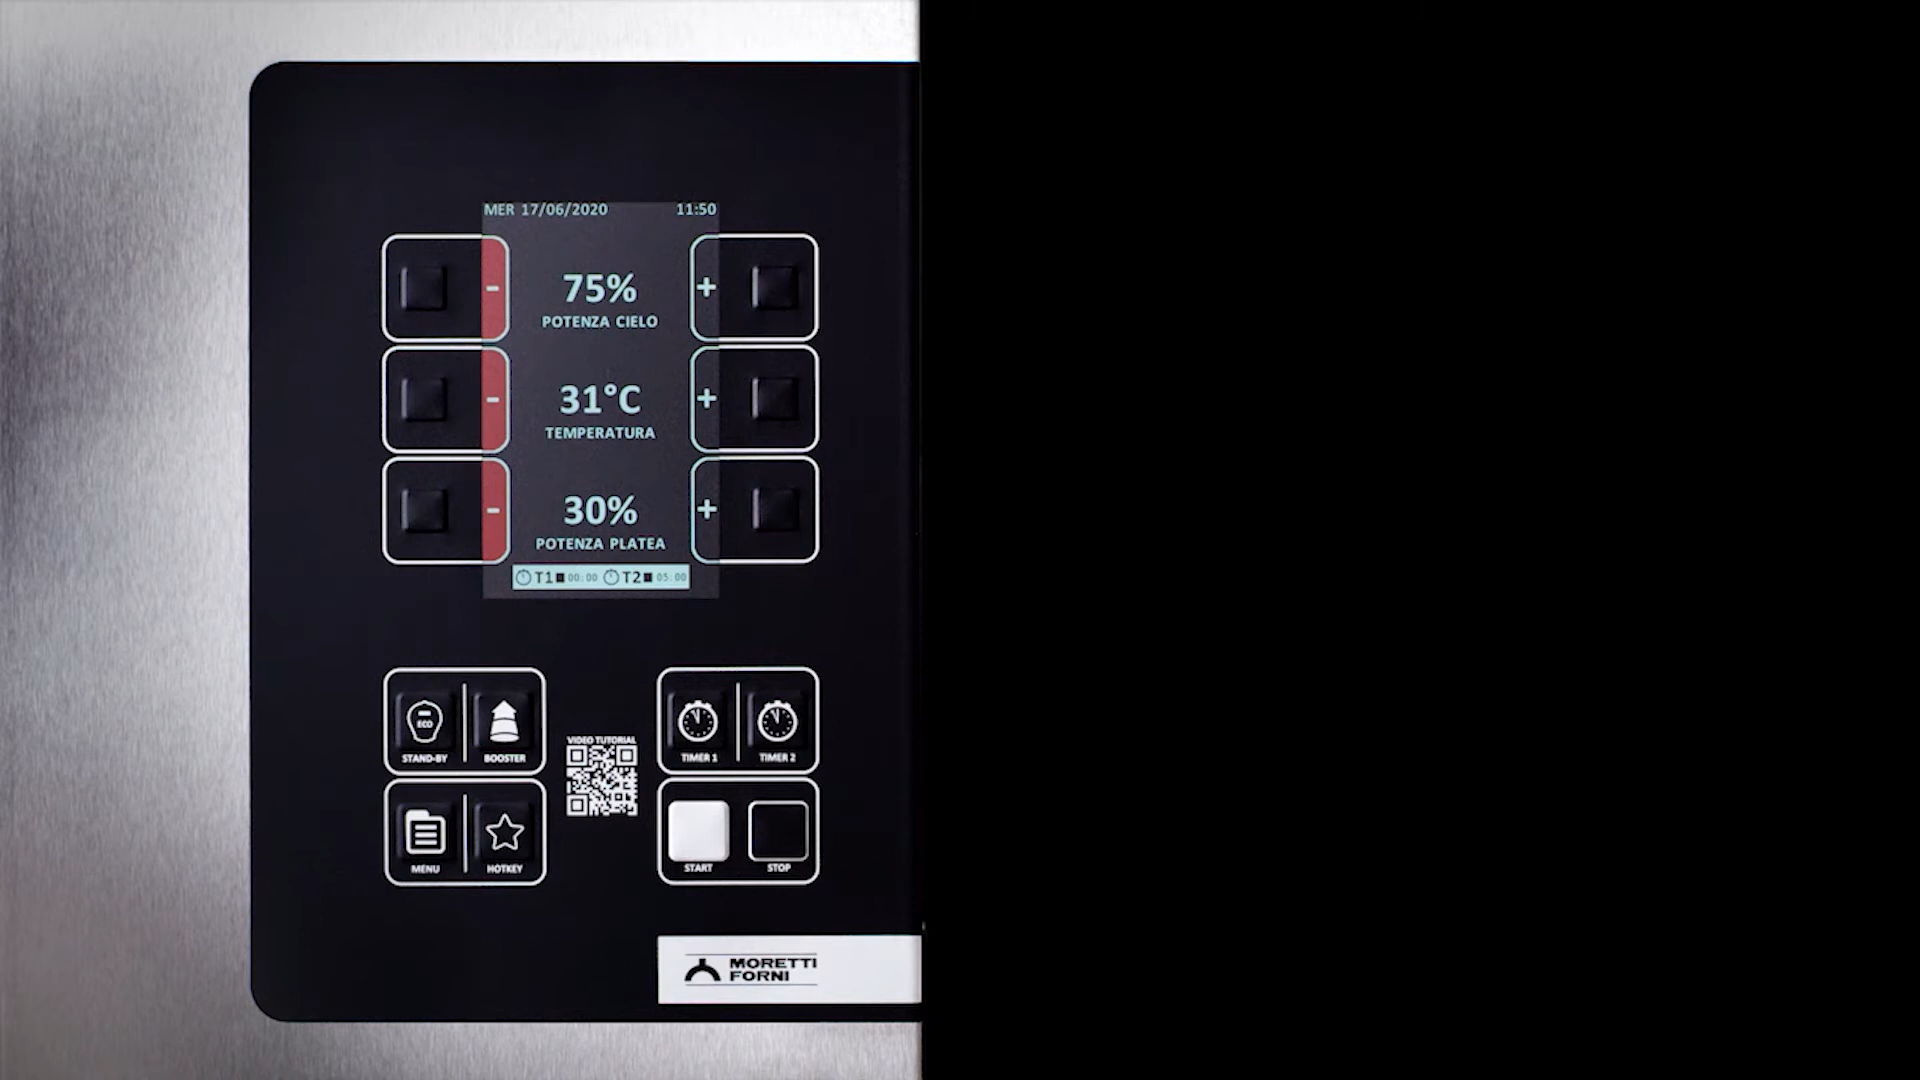 MER 17/06/2020 11:50
- 75% +
POTENZA CIELO
- 31°C +
TEMPERATURA
- 30% +
POTENZA PLATEA
T1 00:00 T2 05:00
ECO
STAND-BY BOOSTER
VIDEO TUTORIAL
TIMER 1 TIMER 2
MENU HOTKEY
START STOP
MORETTI
FORNI